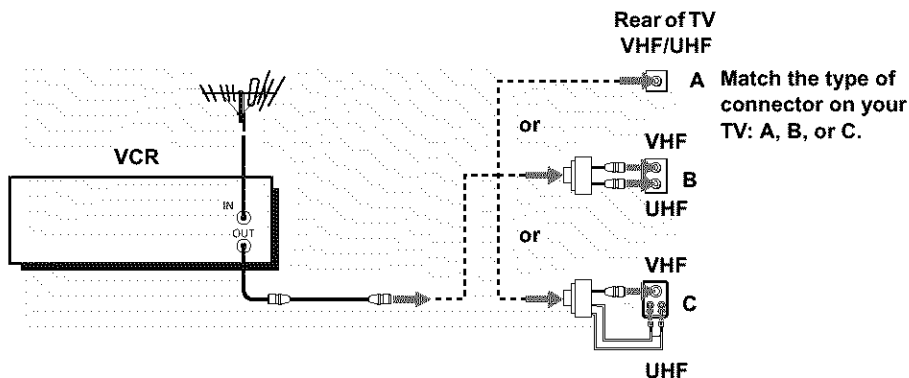 Rear of TV
VHF/UHF
A
Match the type of
connector on your
TV: A, B, or C.
or
VHF
B
UHF
VCR
IN
OUT
or
VHF
C
UHF